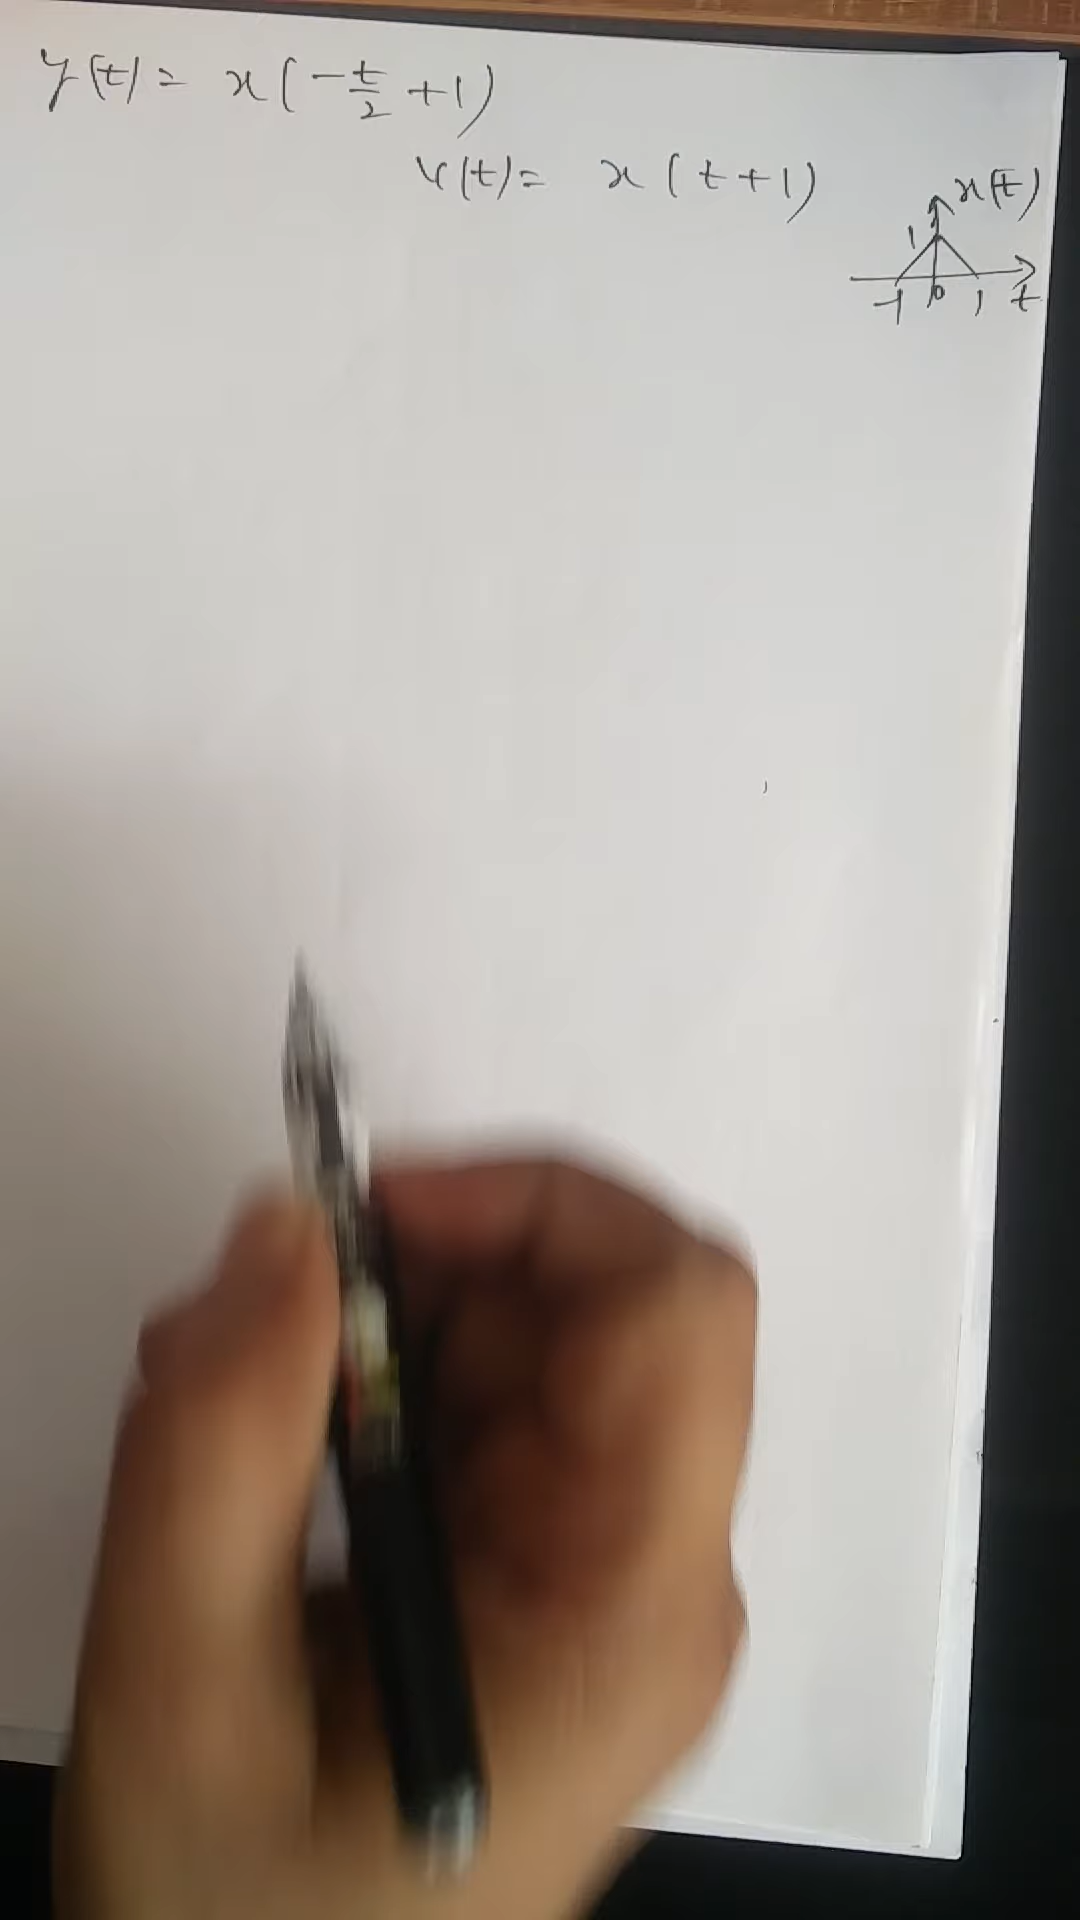 y(t) = x(-t/2 + 1)
v(t) = x(t+1)
x(t)
1
-1 0 1 t